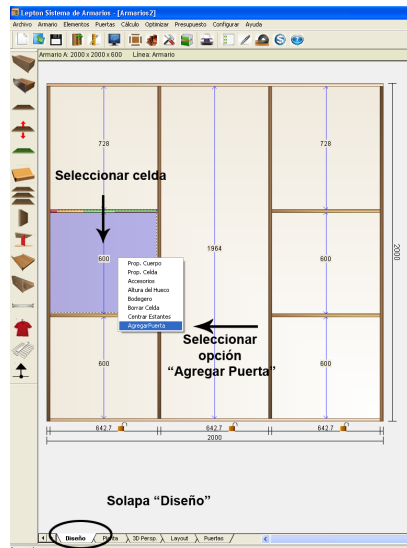 Lepton Sistema de Armarios - [Armarios2]
Archivo Armario Elementos Puertas Cálculo Optimizar Presupuesto Configurar Ayuda
Armario A: 2000 x 2000 x 600 Línea: Armario
728
728
Seleccionar celda
600
1964
600
2000
Prop. Cuerpo
Prop. Celda
Accesorios
Altura del Hueco
Bodegero
Borrar Celda
Centrar Estantes
AgregarPuerta
Seleccionar
opción
“Agregar Puerta”
600
600
642.7
642.7
642.7
2000
Solapa “Diseño”
Diseño Planta 3D Persp. Layout Puertas